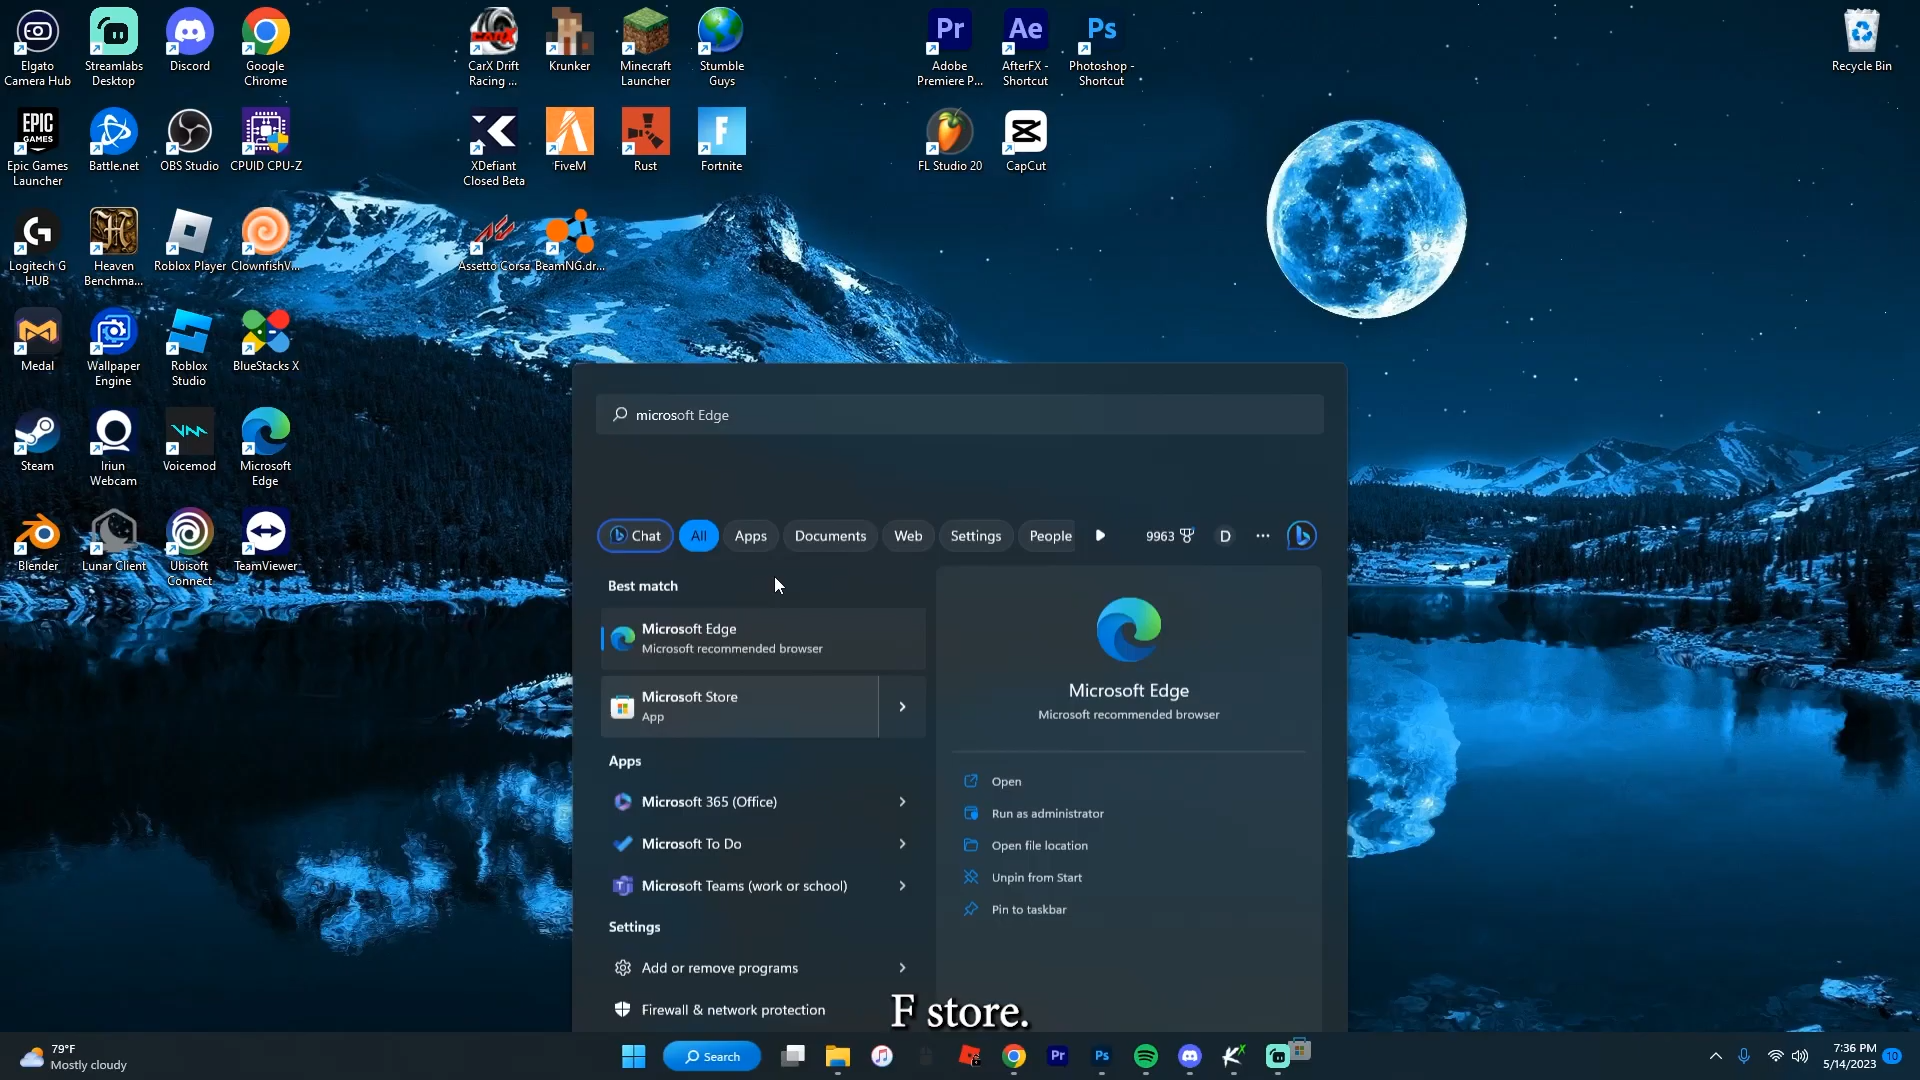 Elgato
Camera Hub
Streamlabs
Desktop
Discord
Google
Chrome
CarX Drift
Racing ...
Krunker
Minecraft
Launcher
Stumble
Guys
Pr
Adobe
Premiere P...
Ae
AfterFX -
Shortcut
Ps
Photoshop -
Shortcut
Recycle Bin
EPIC
GAMES
Epic Games
Launcher
Battle.net
OBS Studio
CPUID CPU-Z
XDefiant
Closed Beta
FiveM
Rust
F
Fortnite
FL Studio 20
CapCut
Logitech G
HUB
Heaven
Benchma...
Roblox Player
ClownfishV...
Assetto Corsa
BeamNG.dr...
Medal
Wallpaper
Engine
Roblox
Studio
BlueStacks X
Steam
Iriun
Webcam
Voicemod
Microsoft
Edge
Blender
Lunar Client
Ubisoft
Connect
TeamViewer
microsoft Edge
Chat
All
Apps
Documents
Web
Settings
People
9963
D
...
Best match
Microsoft Edge
Microsoft recommended browser
Microsoft Store
App
Apps
Microsoft 365 (Office)
Microsoft To Do
Microsoft Teams (work or school)
Settings
Add or remove programs
Firewall & network protection
Microsoft Edge
Microsoft recommended browser
Open
Run as administrator
Open file location
Unpin from Start
Pin to taskbar
F store.
79°F
Mostly cloudy
Search
Pr
Ps
7:36 PM
5/14/2023
10